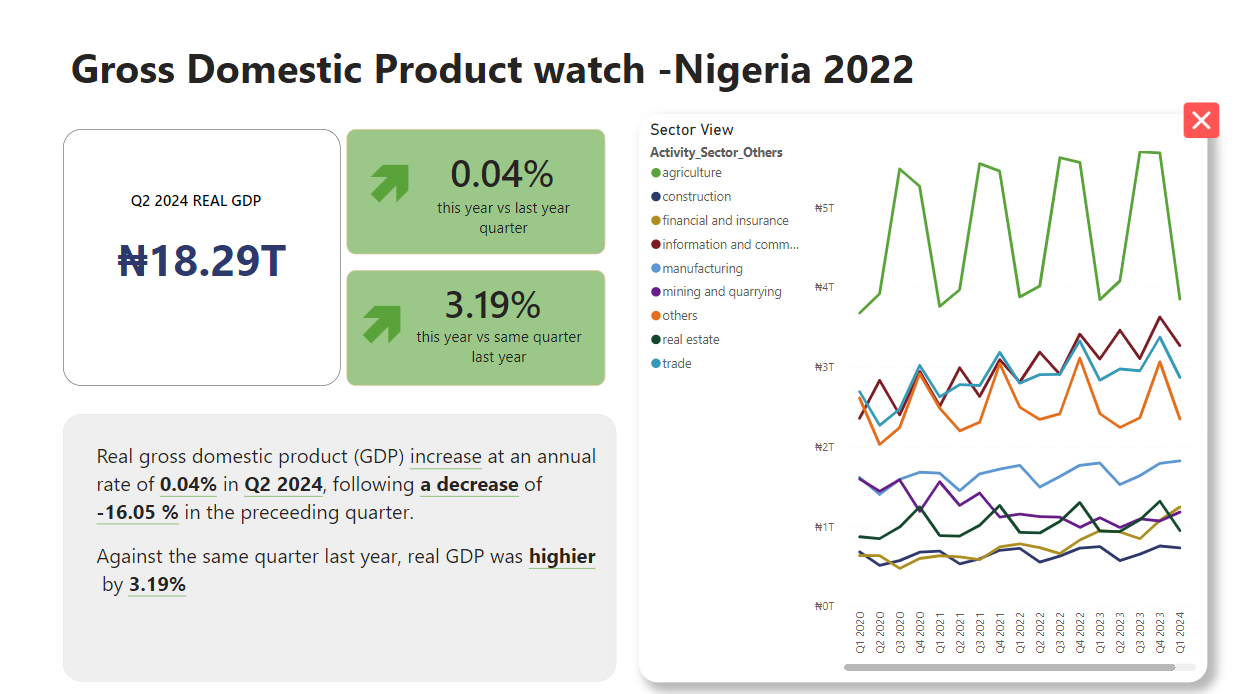 Gross Domestic Product watch -Nigeria 2022
Q2 2024 REAL GDP
₦18.29T
0.04%
this year vs last year
quarter
3.19%
this year vs same quarter
last year
Real gross domestic product (GDP) increase at an annual
rate of 0.04% in Q2 2024, following a decrease of
-16.05 % in the preceeding quarter.
Against the same quarter last year, real GDP was highier
by 3.19%
Sector View
Activity_Sector_Others
agriculture
construction
financial and insurance
information and comm...
manufacturing
mining and quarrying
others
real estate
trade
₦5T
₦4T
₦3T
₦2T
₦1T
₦0T
Q1 2020
Q2 2020
Q3 2020
Q4 2020
Q1 2021
Q2 2021
Q3 2021
Q4 2021
Q1 2022
Q2 2022
Q3 2022
Q4 2022
Q1 2023
Q2 2023
Q3 2023
Q4 2023
Q1 2024